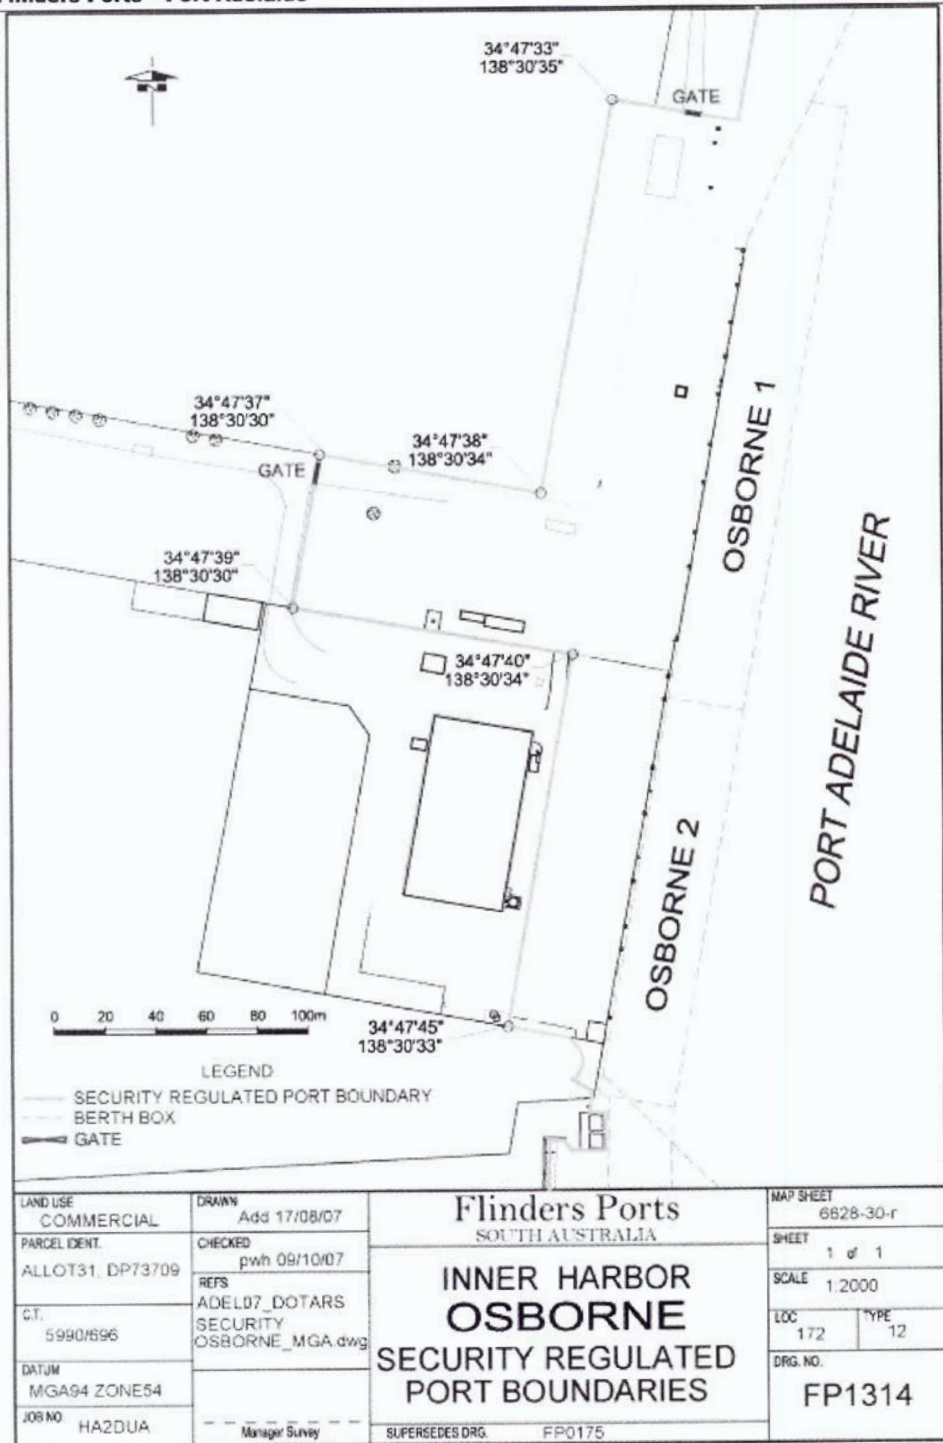 Flinders Ports - Port Adelaide
34°47'33"
138°30'35"
GATE
34°47'37"
138°30'30"
34°47'38"
138°30'34"
GATE
OSBORNE 1
34°47'39"
138°30'30"
PORT ADELAIDE RIVER
34°47'40"
138°30'34"
OSBORNE 2
0 20 40 60 80 100m
34°47'45"
138°30'33"
LEGEND
SECURITY REGULATED PORT BOUNDARY
BERTH BOX
GATE
LAND USE
COMMERCIAL
PARCEL IDENT.
ALLOT31, DP73709
C.T.
5990/696
DATUM
MGA94 ZONE54
JOB NO. HA2DUA
DRAWN
Add 17/08/07
CHECKED
pwh 09/10/07
REFS
ADEL07_DOTARS
SECURITY
OSBORNE_MGA.dwg
Manager Survey
Flinders Ports
SOUTH AUSTRALIA
INNER HARBOR
OSBORNE
SECURITY REGULATED
PORT BOUNDARIES
SUPERSEDES DRG. FP0175
MAP SHEET
6628-30-r
SHEET
1 of 1
SCALE 1:2000
LOC
172
TYPE
12
DRG. NO.
FP1314